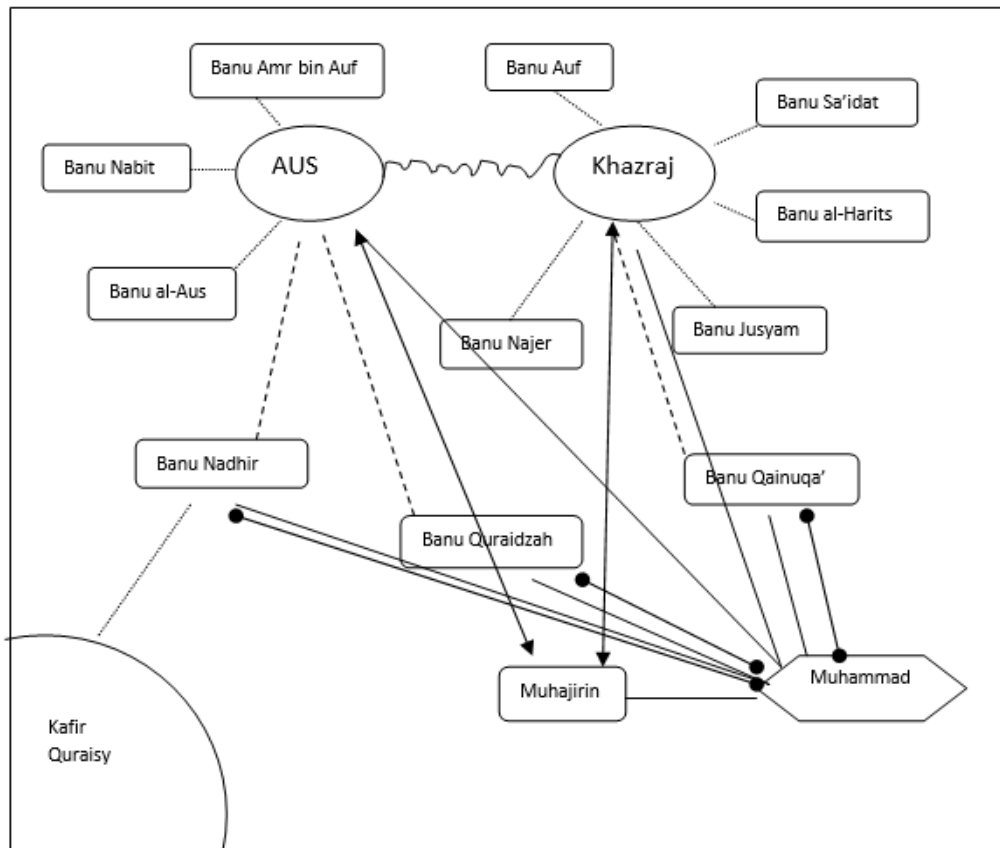 Banu Amr bin Auf
Banu Auf
Banu Sa’idat
Banu Nabit
AUS
Khazraj
Banu al-Harits
Banu al-Aus
Banu Najer
Banu Jusyam
Banu Nadhir
Banu Qainuqa’
Banu Quraidzah
Muhajirin
Muhammad
Kafir
Quraisy